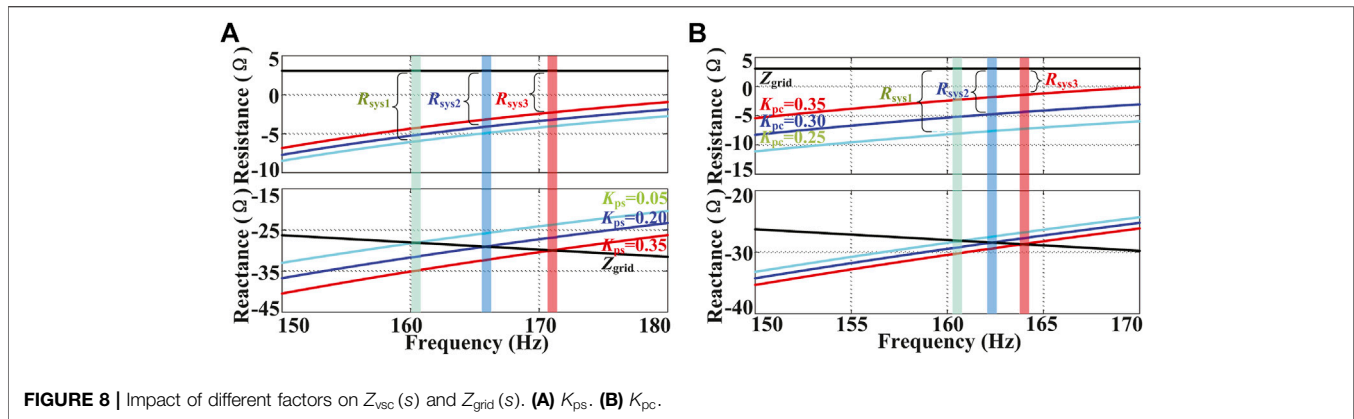 A
Resistance ( Ω )
5
0
-5
-10
R_sys1
R_sys2
R_sys3
Reactance ( Ω )
-15
-25
-35
-45
K_ps=0.05
K_ps=0.20
K_ps=0.35
Z_grid
150
160
170
180
Frequency (Hz)
B
Resistance ( Ω )
5
0
-5
-10
-15
Z_grid
K_pc=0.35
K_pc=0.30
K_pc=0.25
R_sys1
R_sys2
R_sys3
Reactance ( Ω )
-20
-30
-40
150
155
160
165
170
Frequency (Hz)
FIGURE 8 | Impact of different factors on Z_vsc (s) and Z_grid (s). (A) K_ps. (B) K_pc.